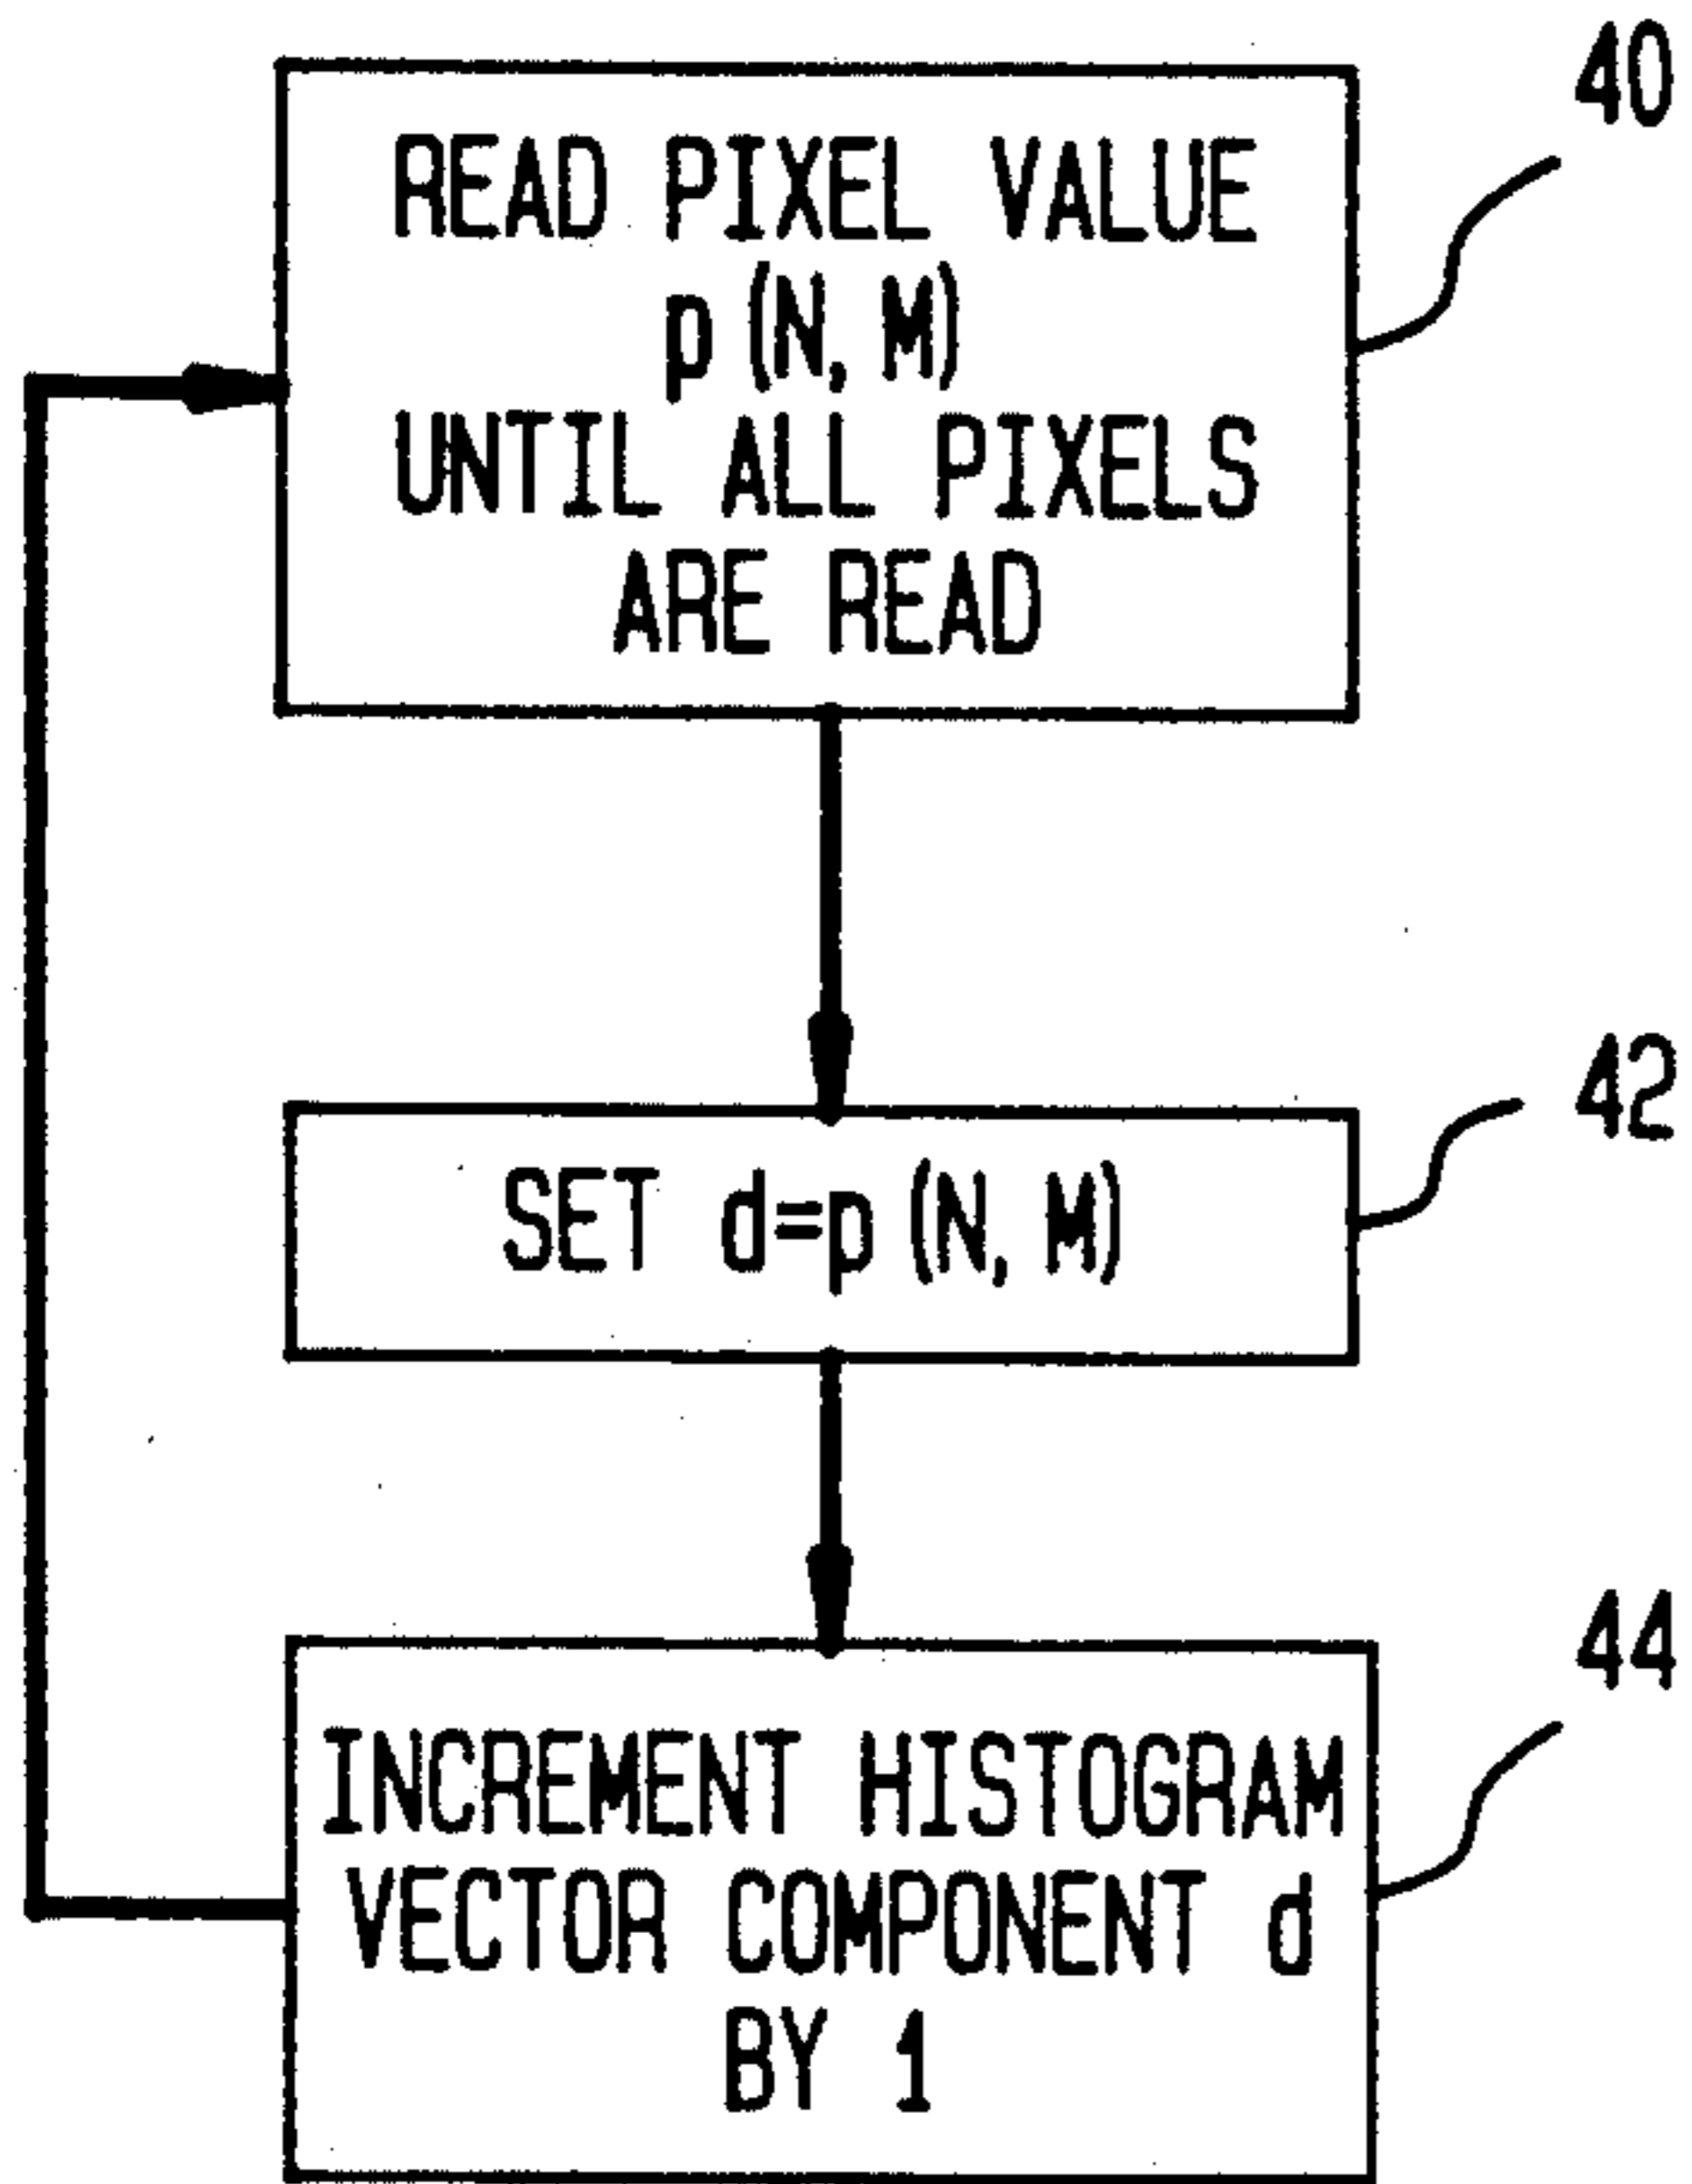 40
READ PIXEL VALUE
p (N, M)
UNTIL ALL PIXELS
ARE READ
42
SET d=p (N, M)
44
INCREMENT HISTOGRAM
VECTOR COMPONENT d
BY 1